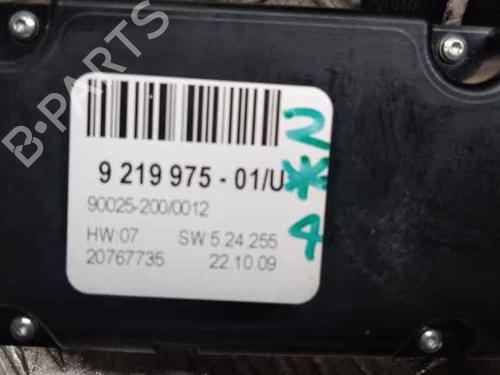 B-PARTS
9 219 975 - 01/U
90025-200/0012
HW:07 SW:5.24.255
20767735 22.10.09
2
*
4